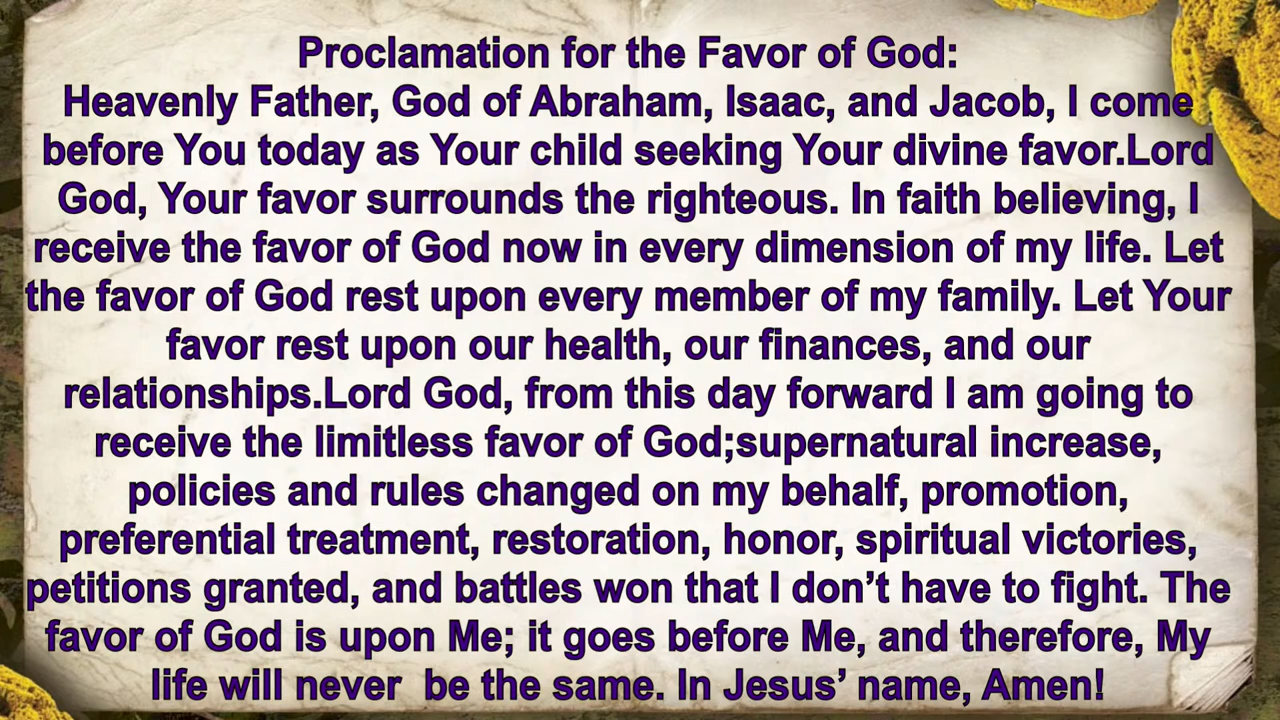 Proclamation for the Favor of God:
Heavenly Father, God of Abraham, Isaac, and Jacob, I come
before You today as Your child seeking Your divine favor.Lord
God, Your favor surrounds the righteous. In faith believing, I
receive the favor of God now in every dimension of my life. Let
the favor of God rest upon every member of my family. Let Your
favor rest upon our health, our finances, and our
relationships.Lord God, from this day forward I am going to
receive the limitless favor of God;supernatural increase,
policies and rules changed on my behalf, promotion,
preferential treatment, restoration, honor, spiritual victories,
petitions granted, and battles won that I don’t have to fight. The
favor of God is upon Me; it goes before Me, and therefore, My
life will never  be the same. In Jesus’ name, Amen!